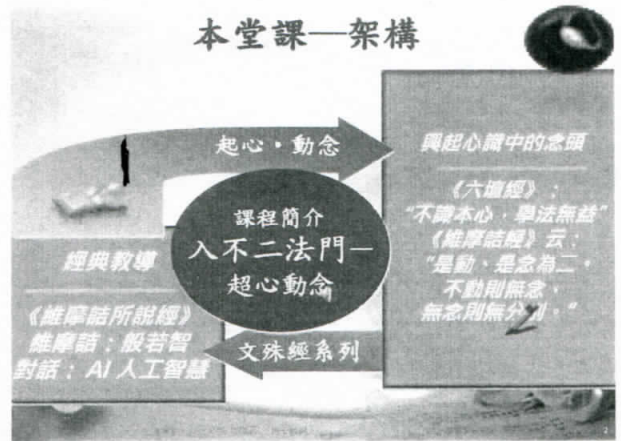 本堂課—架構
起心・動念
興起心識中的念頭
《六壇經》：
"不識本心，學法無益"
《維摩詰經》云：
"是動、是念為二，
不動則無念，
無念則無分別。"
課程簡介
入不二法門—
超心動念
經典教導
《維摩詰所說經》
維摩詰：般若智
對話：AI 人工智慧
文殊經系列
2